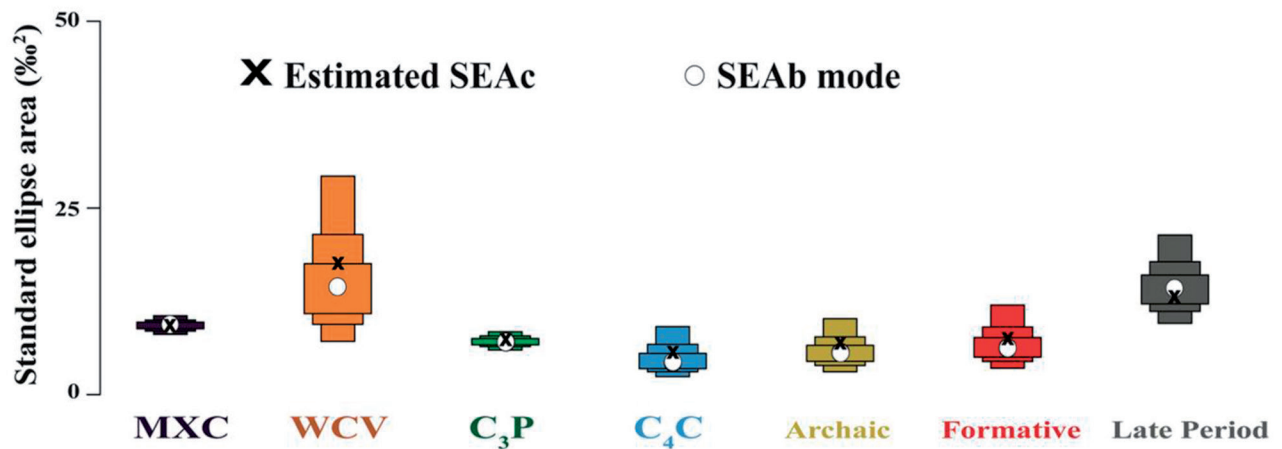 Standard ellipse area (‰²)
50
25
0
X Estimated SEAc
SEAb mode
MXC
WCV
C₃P
C₄C
Archaic
Formative
Late Period